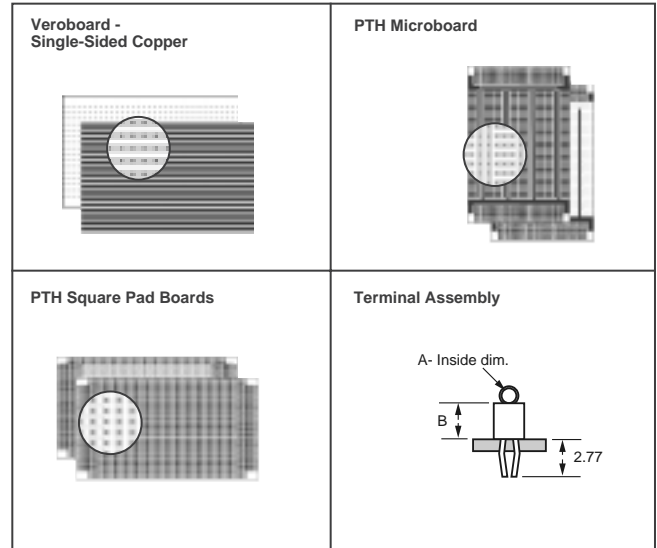 Veroboard -
Single-Sided Copper
PTH Microboard
PTH Square Pad Boards
Terminal Assembly
A- Inside dim.
B
2.77